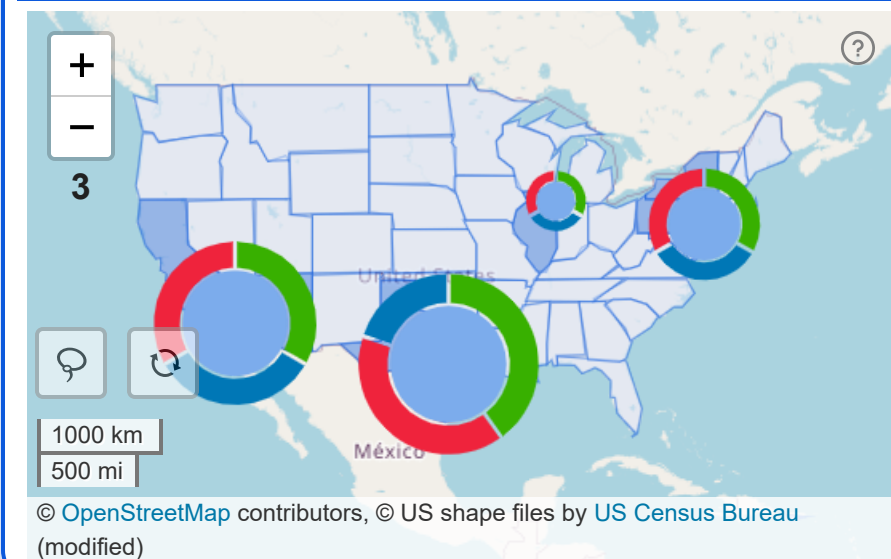 +
?
−
3
United States
1000 km
México
500 mi
© OpenStreetMap contributors, © US shape files by US Census Bureau
(modified)